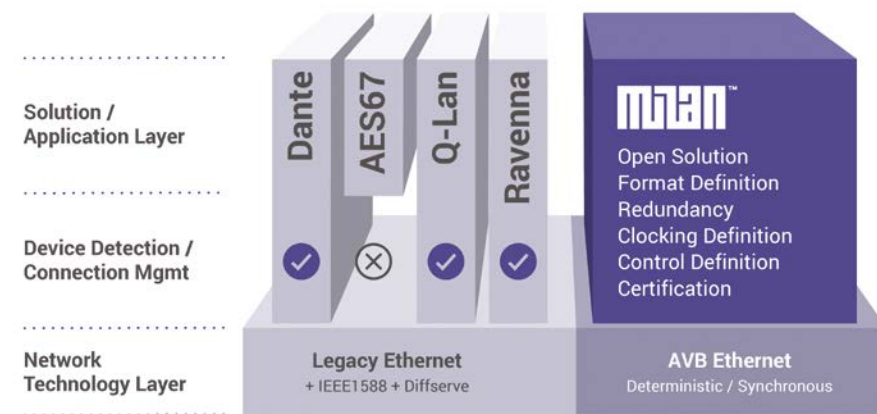 Solution /
Application Layer
Device Detection /
Connection Mgmt
Network
Technology Layer
Dante
AES67
Q-Lan
Ravenna
mılan™
Open Solution
Format Definition
Redundancy
Clocking Definition
Control Definition
Certification
Legacy Ethernet
+ IEEE1588 + Diffserve
AVB Ethernet
Deterministic / Synchronous